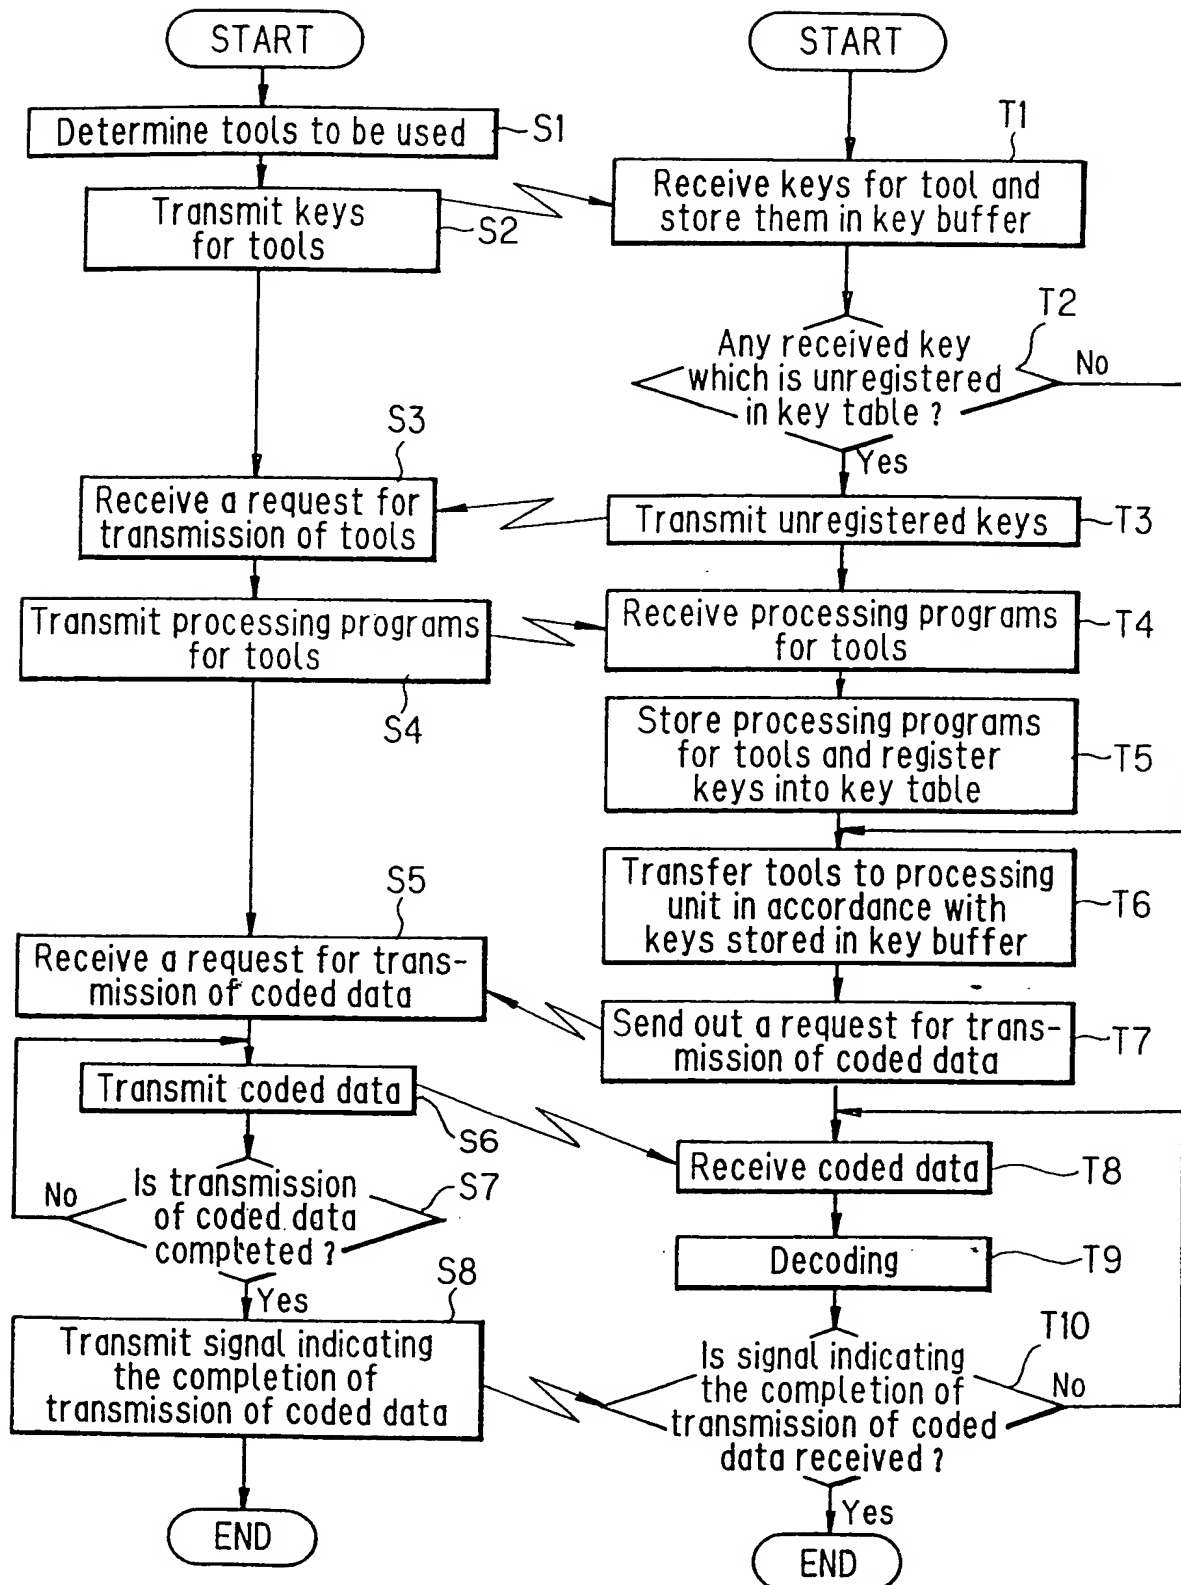 START
Determine tools to be used
S1
Transmit keys
for tools
S2
S3
Receive a request for
transmission of tools
Transmit processing programs
for tools
S4
S5
Receive a request for trans-
mission of coded data
Transmit coded data
S6
Is transmission
of coded data
completed ?
S7
No
Yes
S8
Transmit signal indicating
the completion of
transmission of coded data
END
START
T1
Receive keys for tool and
store them in key buffer
T2
Any received key
which is unregistered
in key table ?
No
Yes
Transmit unregistered keys
T3
Receive processing programs
for tools
T4
Store processing programs
for tools and register
keys into key table
T5
Transfer tools to processing
unit in accordance with
keys stored in key buffer
T6
Send out a request for trans-
mission of coded data
T7
Receive coded data
T8
Decoding
T9
T10
Is signal indicating
the completion of
transmission of coded
data received ?
No
Yes
END